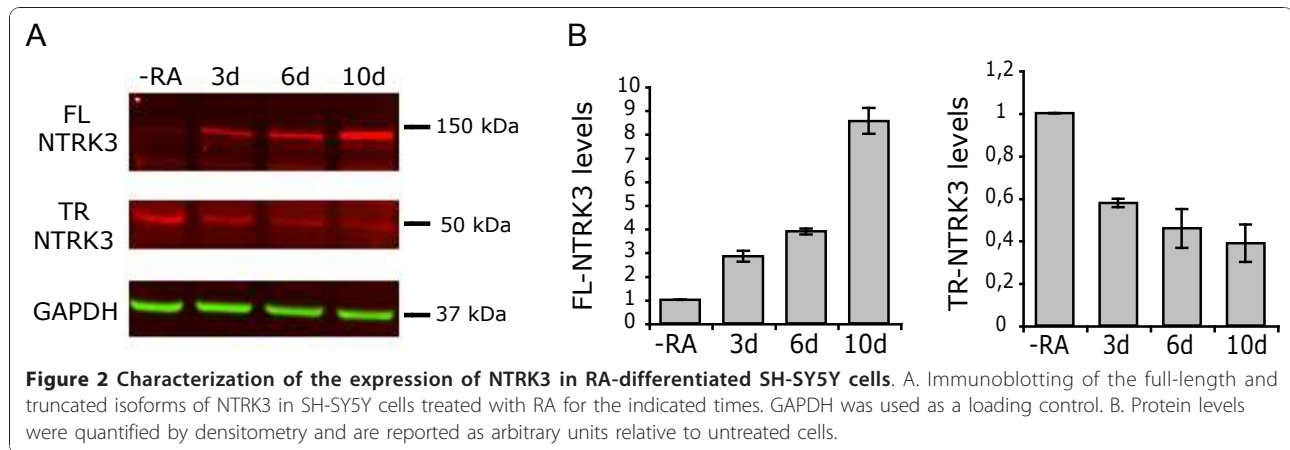 A
-RA 3d 6d 10d
FL
NTRK3
150 kDa
TR
NTRK3
50 kDa
GAPDH
37 kDa
B
FL-NTRK3 levels
10
9
8
7
6
5
4
3
2
1
0
-RA 3d 6d 10d
TR-NTRK3 levels
1,2
1
0,8
0,6
0,4
0,2
0
-RA 3d 6d 10d
Figure 2 Characterization of the expression of NTRK3 in RA-differentiated SH-SY5Y cells. A. Immunoblotting of the full-length and
truncated isoforms of NTRK3 in SH-SY5Y cells treated with RA for the indicated times. GAPDH was used as a loading control. B. Protein levels
were quantified by densitometry and are reported as arbitrary units relative to untreated cells.